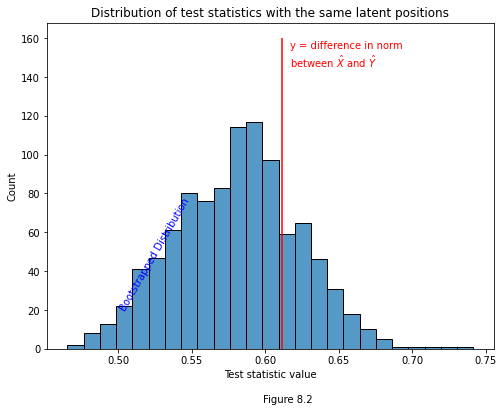 Distribution of test statistics with the same latent positions
160
140
120
100
80
60
40
20
0
Count
y = difference in norm
between X̂ and Ŷ
Bootstrapped Distribution
0.50 0.55 0.60 0.65 0.70 0.75
Test statistic value
Figure 8.2